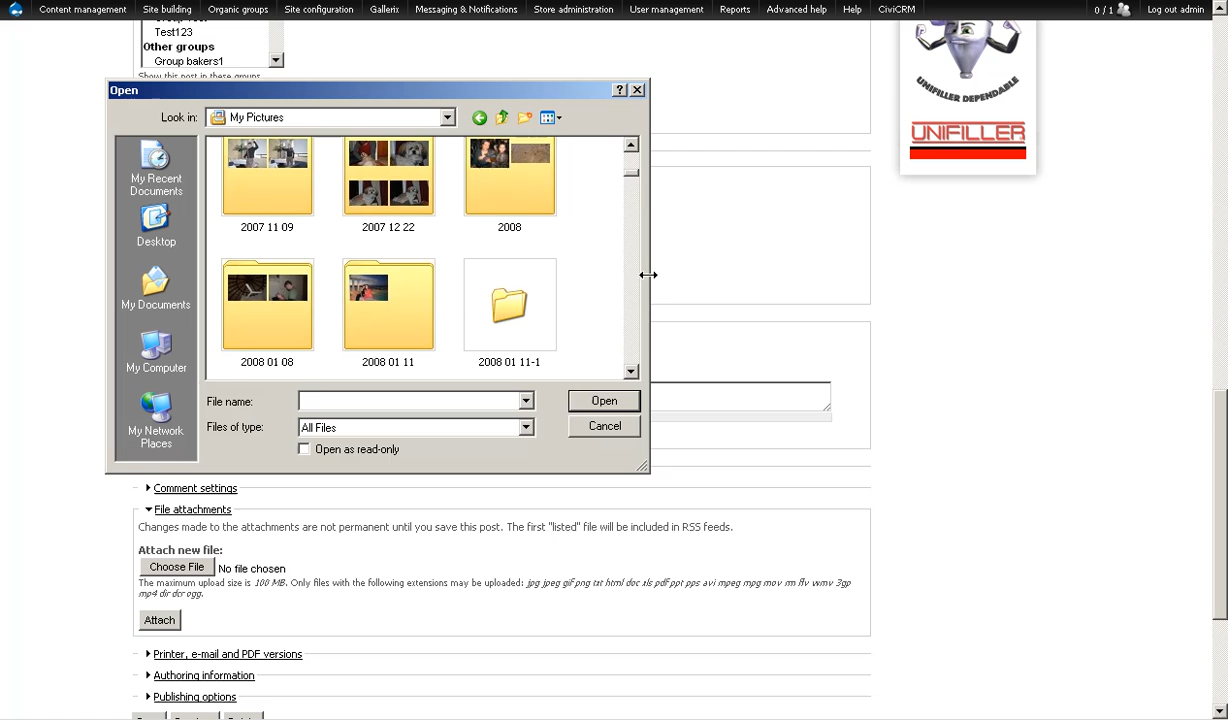 Content management Site building Organic groups Site configuration Gallerix Messaging & Notifications Store administration User management Reports Advanced help Help CiviCRM 0 / 1 Log out admin
Test123
Other groups
Group bakers1
Show this post in these groups.
UNIFILLER DEPENDABLE
UNIFILLER
Open
Look in: My Pictures
My Recent
Documents
Desktop
My Documents
My Computer
My Network
Places
2007 11 09 2007 12 22 2008
2008 01 08 2008 01 11 2008 01 11-1
File name: Open
Files of type: All Files Cancel
Open as read-only
Comment settings
File attachments
Changes made to the attachments are not permanent until you save this post. The first "listed" file will be included in RSS feeds.
Attach new file:
Choose File No file chosen
The maximum upload size is 100 MB. Only files with the following extensions may be uploaded: jpg jpeg gif png txt html doc xls pdf ppt pps avi mpeg mpg mov rm flv wmv 3gp
mp4 dir dcr ogg.
Attach
Printer, e-mail and PDF versions
Authoring information
Publishing options